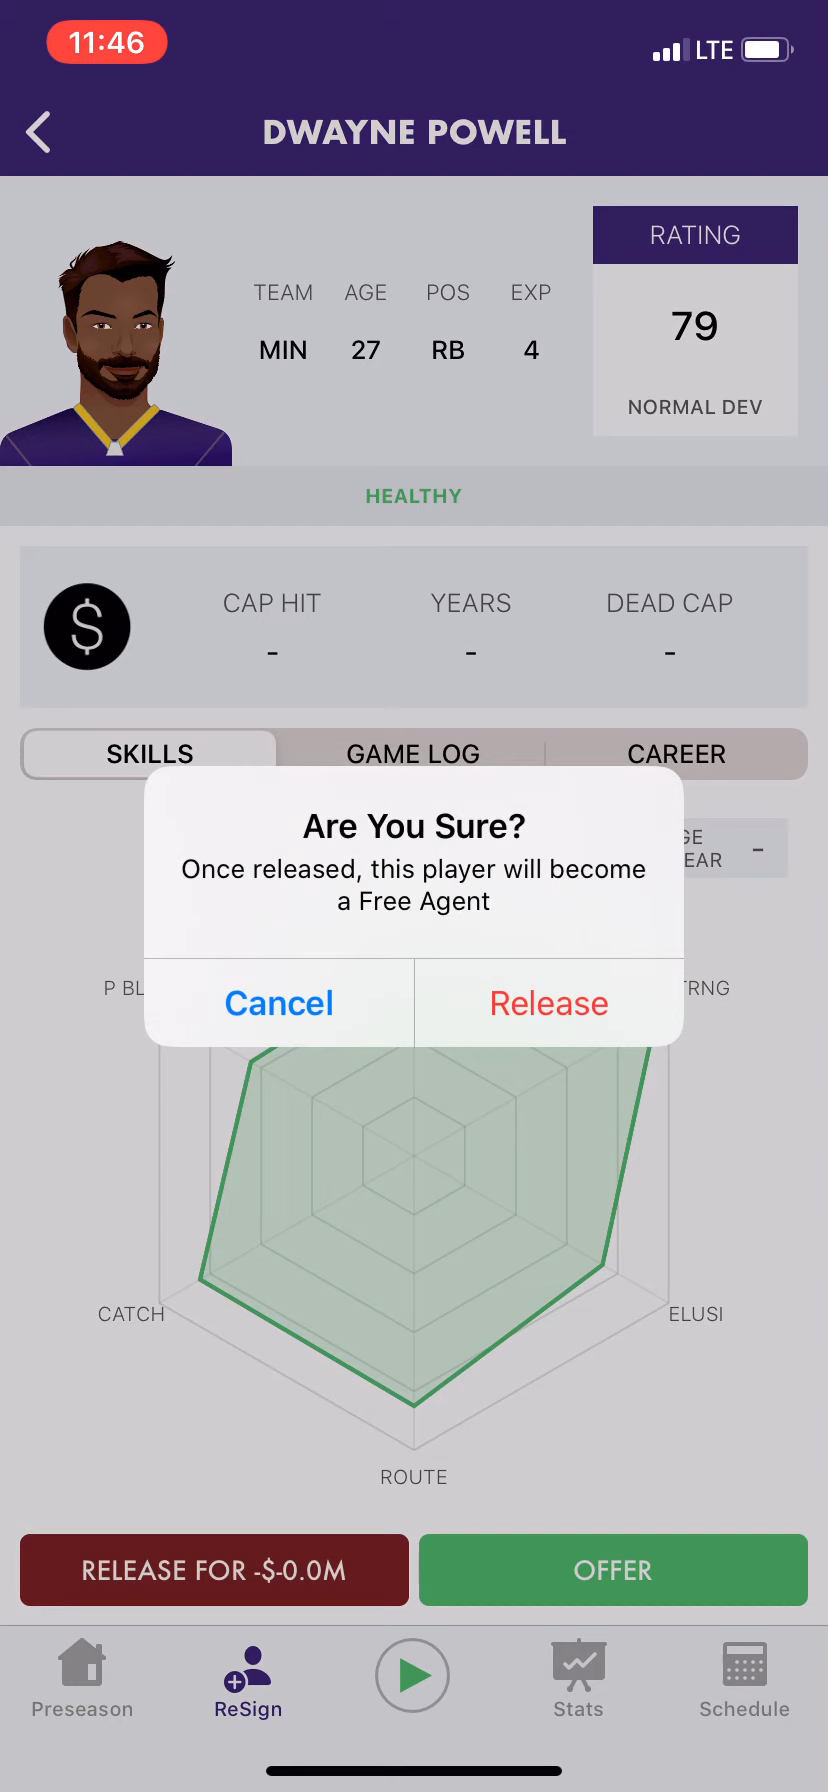 11:46
LTE
DWAYNE POWELL
RATING
79
NORMAL DEV
TEAM AGE POS EXP
MIN 27 RB 4
HEALTHY
$
CAP HIT YEARS DEAD CAP
- - -
SKILLS GAME LOG CAREER
Are You Sure?
Once released, this player will become
a Free Agent
-
Cancel Release
P BL
CATCH
ELUSI
ROUTE
RELEASE FOR -$-0.0M
OFFER
Preseason ReSign Stats Schedule